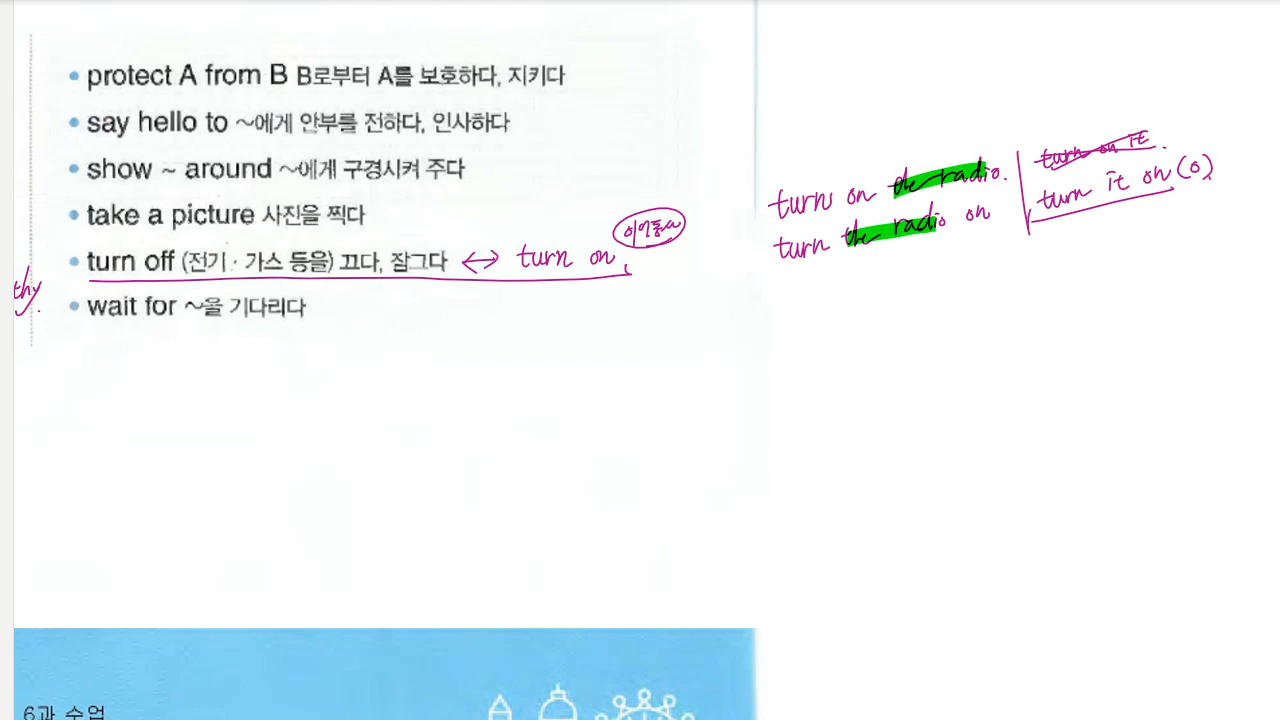 • protect A from B B로부터 A를 보호하다, 지키다
• say hello to ~에게 안부를 전하다, 인사하다
• show ~ around ~에게 구경시켜 주다
• take a picture 사진을 찍다
이어동사
• turn off (전기·가스 등을) 끄다, 잠그다 ↔ turn on
thy
• wait for ~을 기다리다
turn on the radio.
turn the radio on
turn on it
turn it on (o)
6과 수업